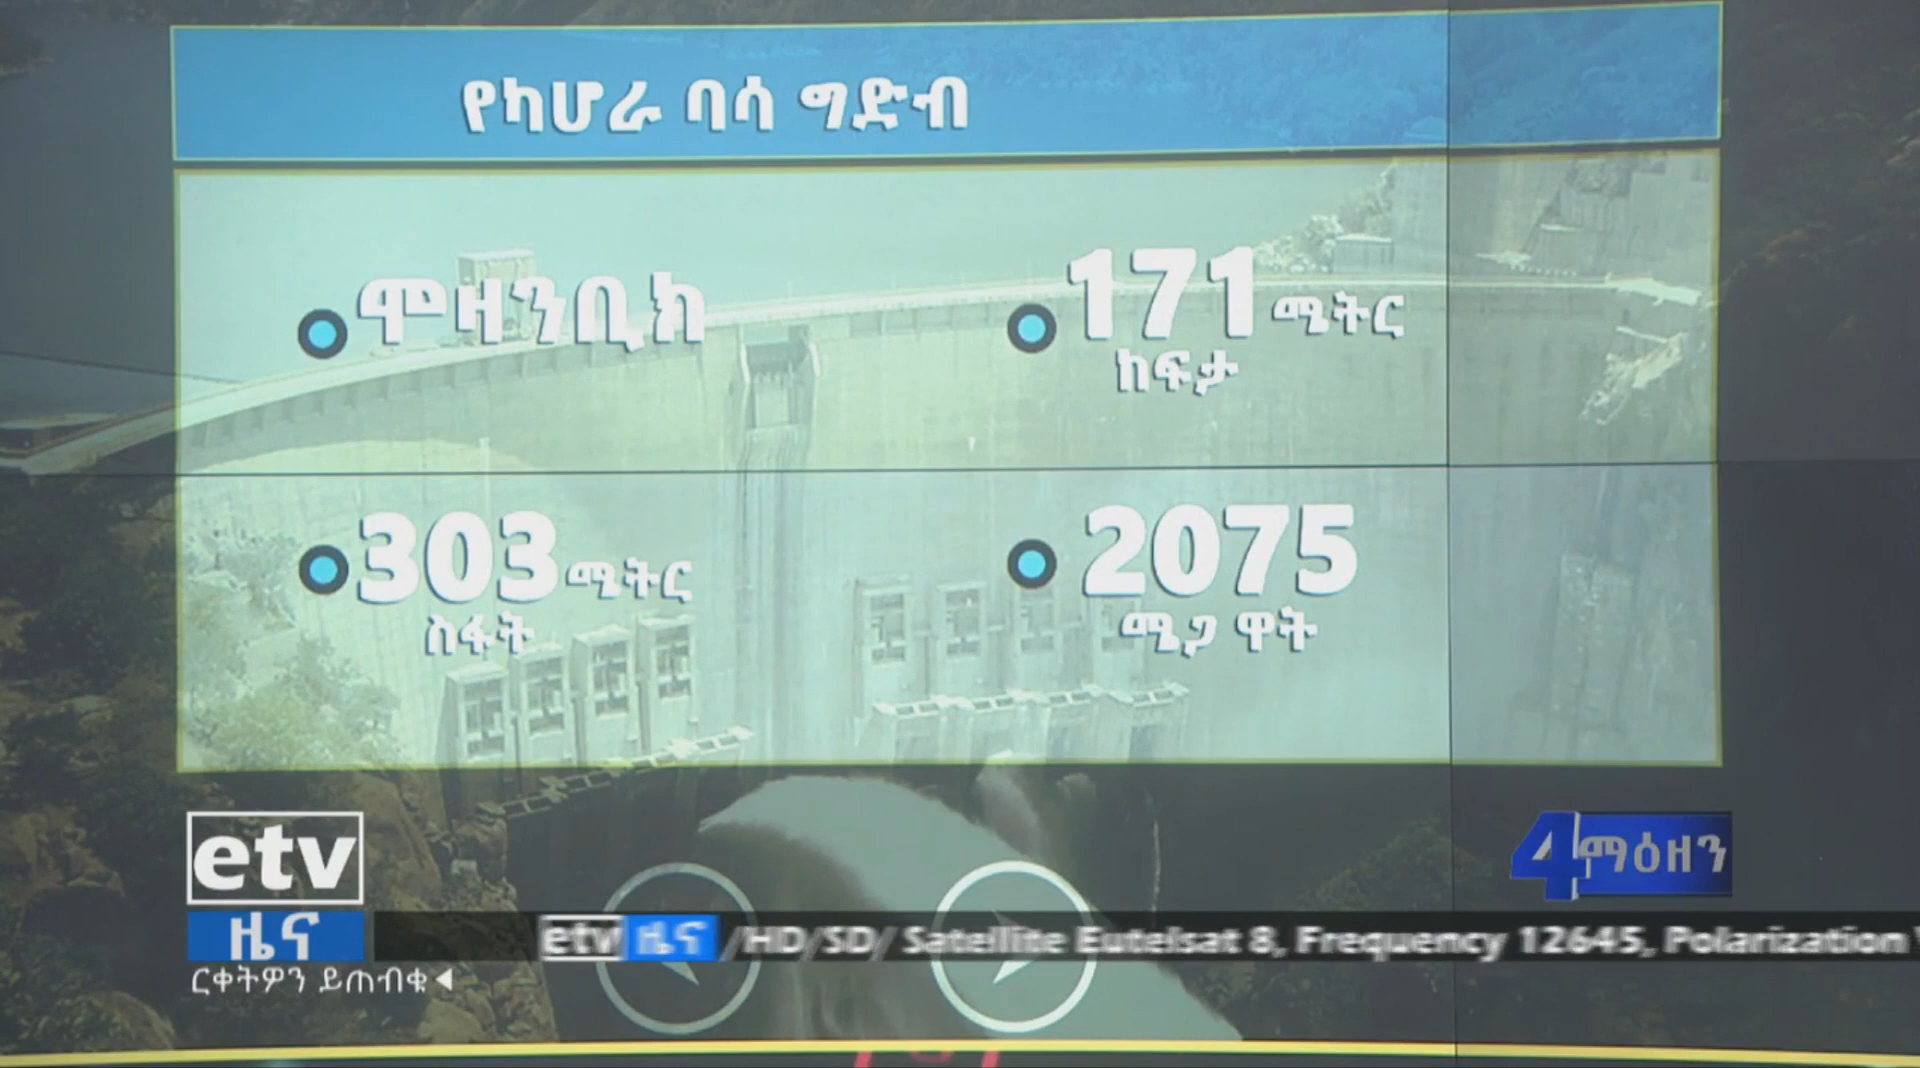 የካሆራ ባሳ ግድብ
ሞዛንቢክ
171 ሜትር
ከፍታ
303 ሜትር
ስፋት
2075
ሜጋ ዋት
etv
ዜና
4 ማዕዘን
etv ዜና /HD/SD/ Satellite Eutelsat 8, Frequency 12645, Polarization V
ርቀትዎን ይጠብቁ